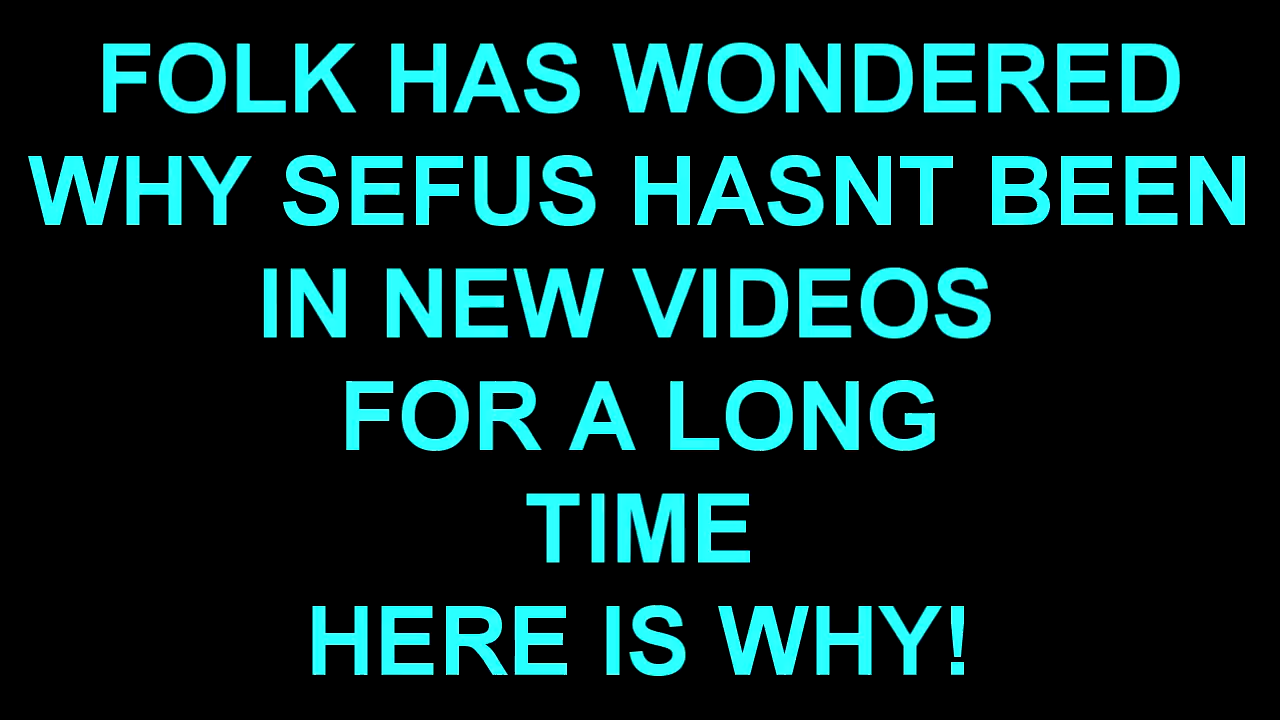 FOLK HAS WONDERED
WHY SEFUS HASNT BEEN
IN NEW VIDEOS
FOR A LONG
TIME
HERE IS WHY!